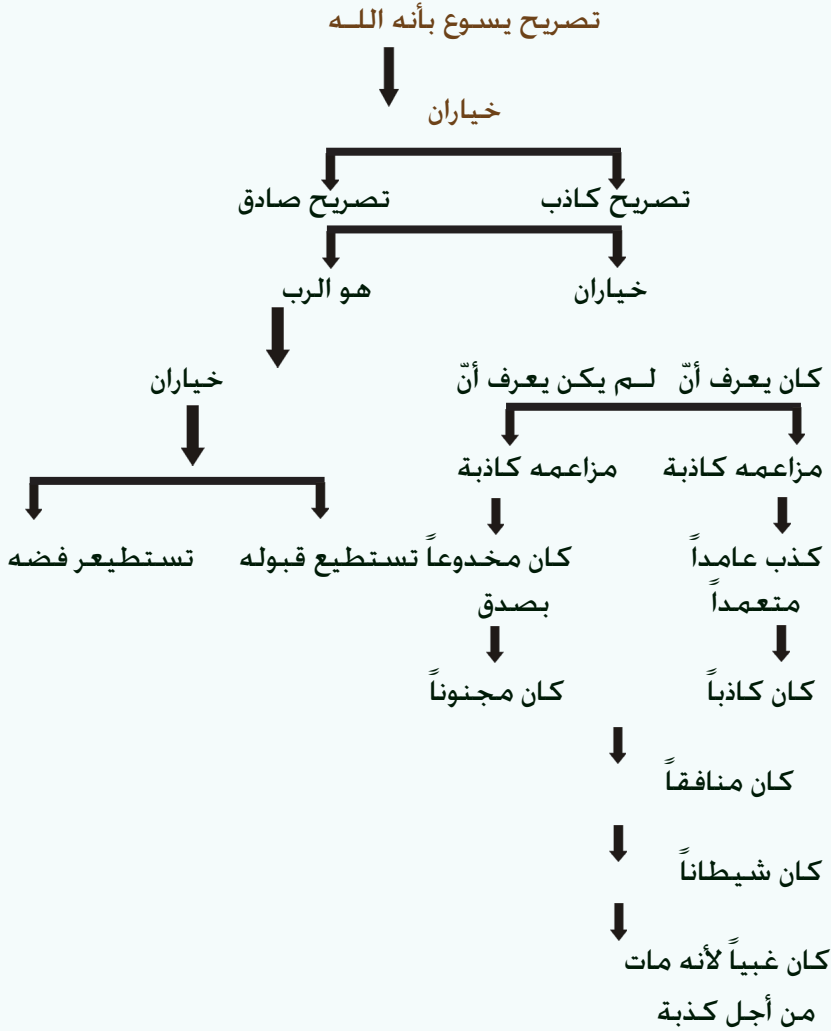 تصريح يسوع بأنه اللـه
خياران
تصريح كاذب
تصريح صادق
خياران
هو الرب
كان يعرف أنّ
لـم يكن يعرف أنّ
خياران
مزاعمه كاذبة
مزاعمه كاذبة
كذب عامداً
كان مخدوعاً
تستطيع قبوله
تستطيعر فضه
متعمداً
بصدق
كان كاذباً
كان مجنوناً
كان منافقاً
كان شيطاناً
كان غبياً لأنه مات
من أجل كذبة